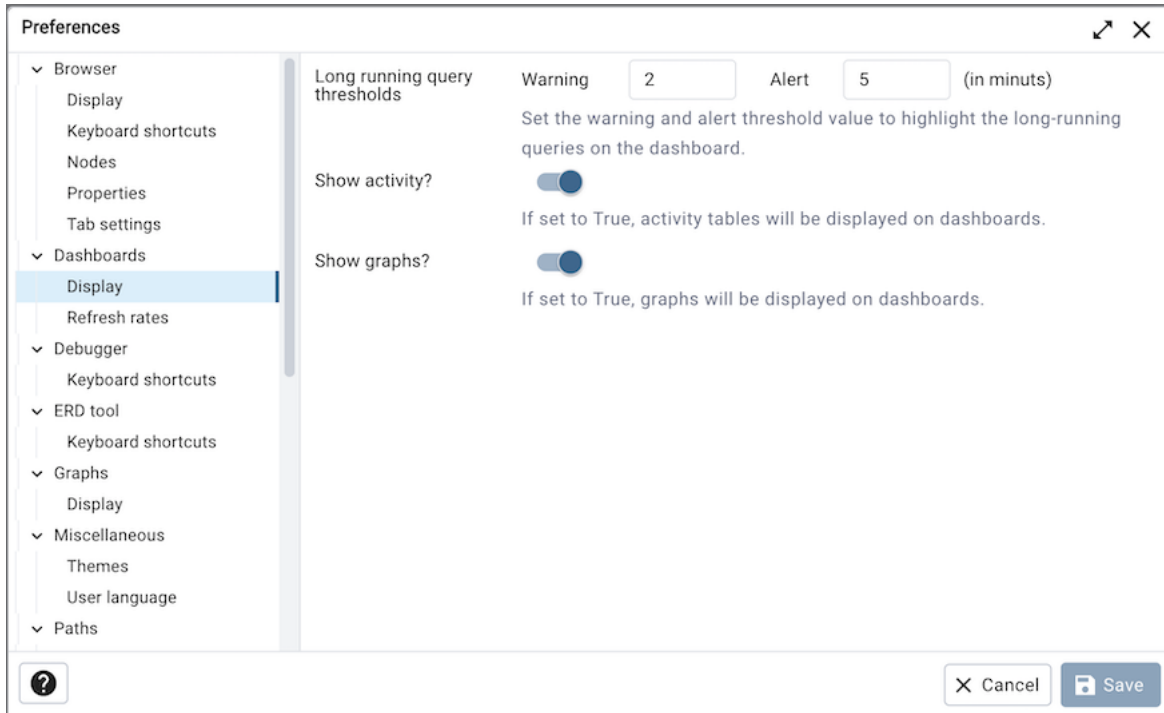 Preferences
Browser
Display
Keyboard shortcuts
Nodes
Properties
Tab settings
Dashboards
Display
Refresh rates
Debugger
Keyboard shortcuts
ERD tool
Keyboard shortcuts
Graphs
Display
Miscellaneous
Themes
User language
Paths
Long running query
thresholds
Warning 2 Alert 5 (in minuts)
Set the warning and alert threshold value to highlight the long-running
queries on the dashboard.
Show activity?
If set to True, activity tables will be displayed on dashboards.
Show graphs?
If set to True, graphs will be displayed on dashboards.
? X Cancel Save